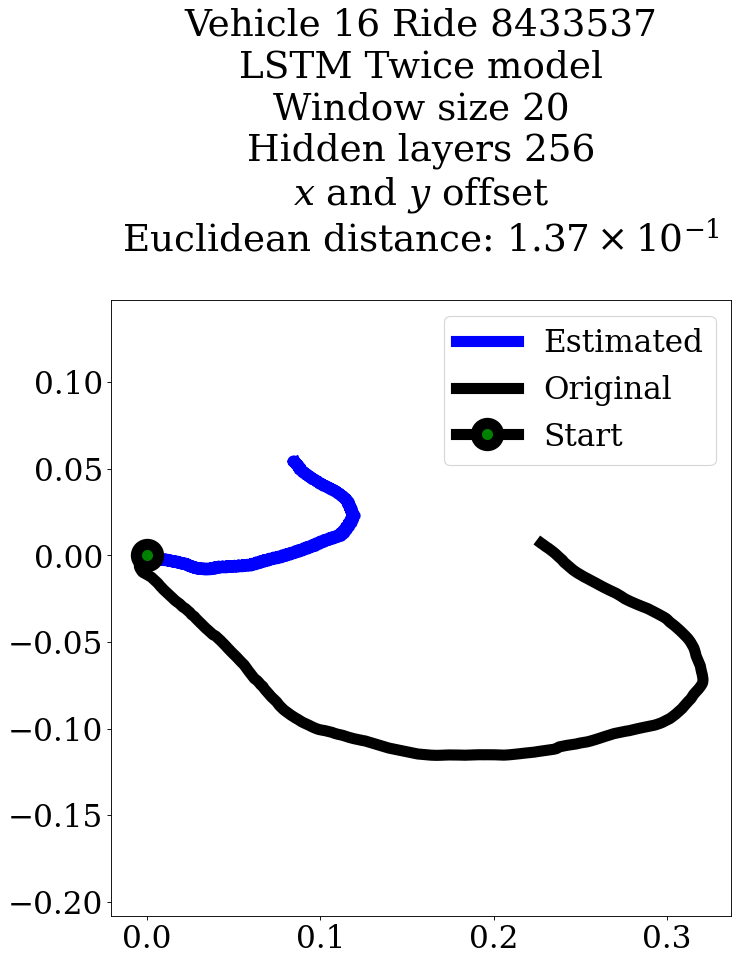 Vehicle 16 Ride 8433537
LSTM Twice model
Window size 20
Hidden layers 256
x and y offset
Euclidean distance: 1.37 × 10⁻¹
Estimated
Original
Start
0.10
0.05
0.00
−0.05
−0.10
−0.15
−0.20
0.0 0.1 0.2 0.3